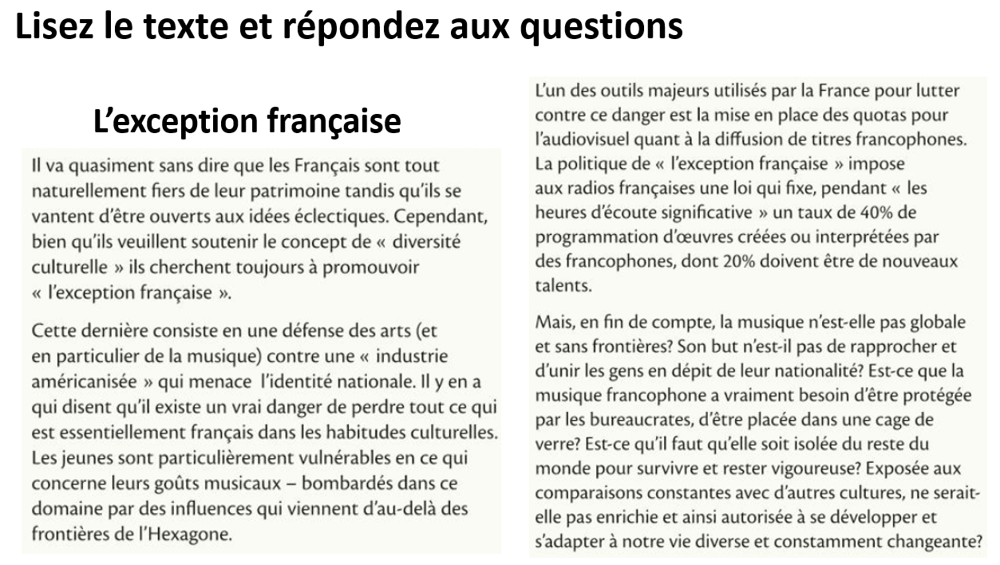 Lisez le texte et répondez aux questions
L’exception française
Il va quasiment sans dire que les Français sont tout
naturellement fiers de leur patrimoine tandis qu’ils se
vantent d’être ouverts aux idées éclectiques. Cependant,
bien qu’ils veuillent soutenir le concept de « diversité
culturelle » ils cherchent toujours à promouvoir
« l’exception française ».
Cette dernière consiste en une défense des arts (et
en particulier de la musique) contre une « industrie
américanisée » qui menace l’identité nationale. Il y en a
qui disent qu’il existe un vrai danger de perdre tout ce qui
est essentiellement français dans les habitudes culturelles.
Les jeunes sont particulièrement vulnérables en ce qui
concerne leurs goûts musicaux – bombardés dans ce
domaine par des influences qui viennent d’au-delà des
frontières de l’Hexagone.
L’un des outils majeurs utilisés par la France pour lutter
contre ce danger est la mise en place des quotas pour
l’audiovisuel quant à la diffusion de titres francophones.
La politique de « l’exception française » impose
aux radios françaises une loi qui fixe, pendant « les
heures d’écoute significative » un taux de 40% de
programmation d’œuvres créées ou interprétées par
des francophones, dont 20% doivent être de nouveaux
talents.
Mais, en fin de compte, la musique n’est-elle pas globale
et sans frontières? Son but n’est-il pas de rapprocher et
d’unir les gens en dépit de leur nationalité? Est-ce que la
musique francophone a vraiment besoin d’être protégée
par les bureaucrates, d’être placée dans une cage de
verre? Est-ce qu’il faut qu’elle soit isolée du reste du
monde pour survivre et rester vigoureuse? Exposée aux
comparaisons constantes avec d’autres cultures, ne serait-
elle pas enrichie et ainsi autorisée à se développer et
s’adapter à notre vie diverse et constamment changeante?